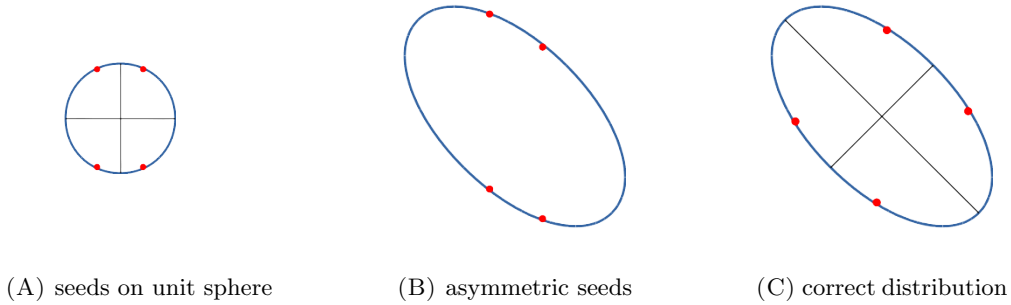 (A) seeds on unit sphere
(B) asymmetric seeds
(C) correct distribution